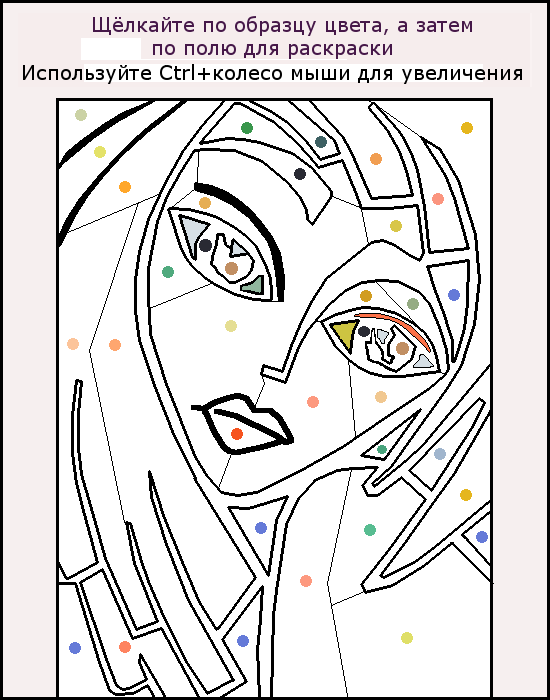 Щёлкайте по образцу цвета, а затем
по полю для раскраски
Используйте Ctrl+колесо мыши для увеличения